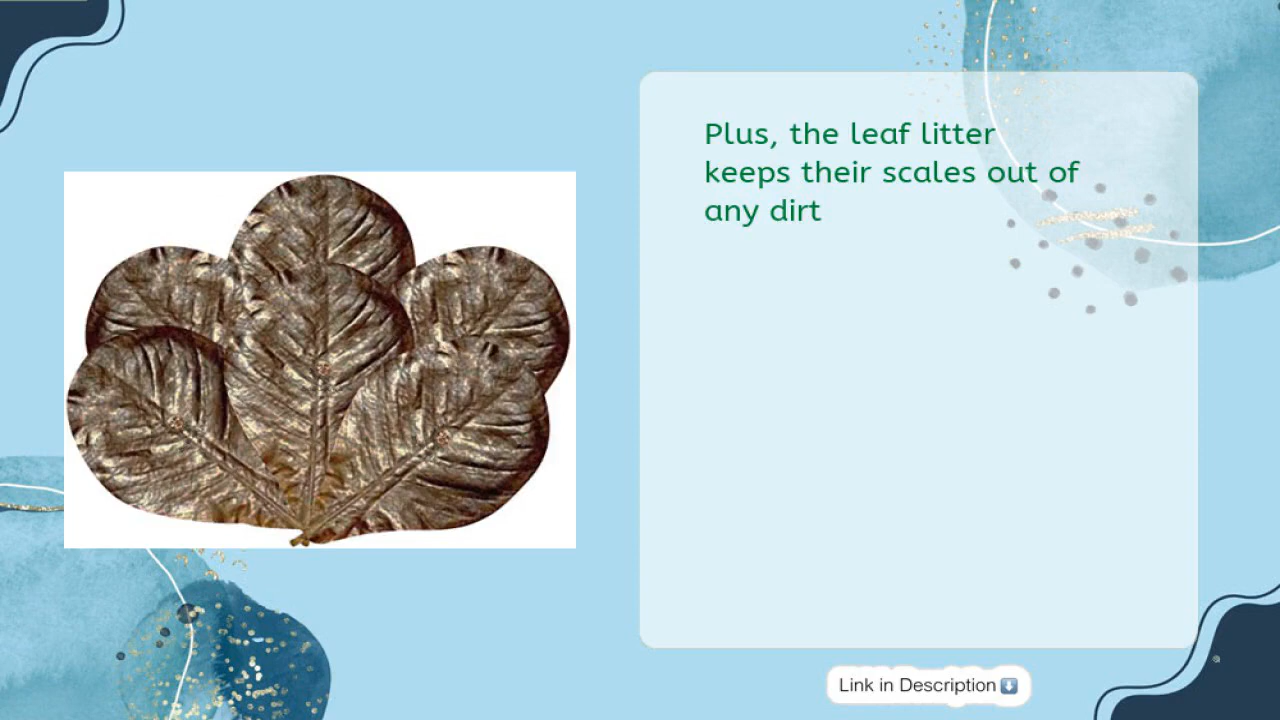 Plus, the leaf litter
keeps their scales out of
any dirt
Link in Description ⬇️